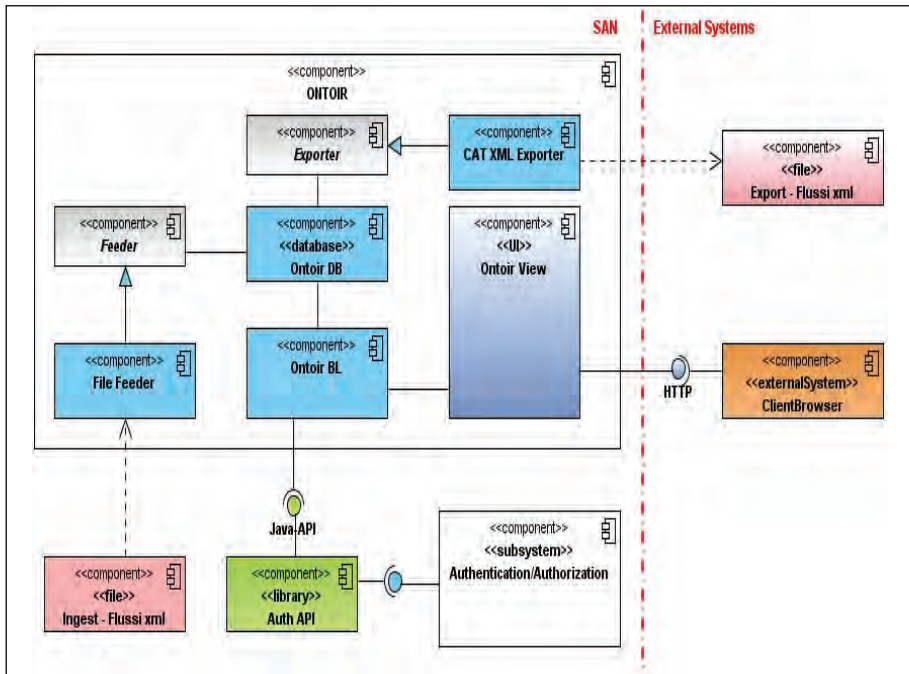 SAN
External Systems
<<component>>
ONTOIR
<<component>>
Exporter
<<component>>
CAT XML Exporter
<<component>>
<<file>>
Export - Flussi xml
<<component>>
Feeder
<<component>>
<<database>>
Ontoir DB
<<component>>
<<UI>>
Ontoir View
<<component>>
File Feeder
<<component>>
Ontoir BL
HTTP
<<component>>
<<externalSystem>>
ClientBrowser
Java-API
<<component>>
<<file>>
Ingest - Flussi xml
<<component>>
<<library>>
Auth API
<<component>>
<<subsystem>>
Authentication/Authorization